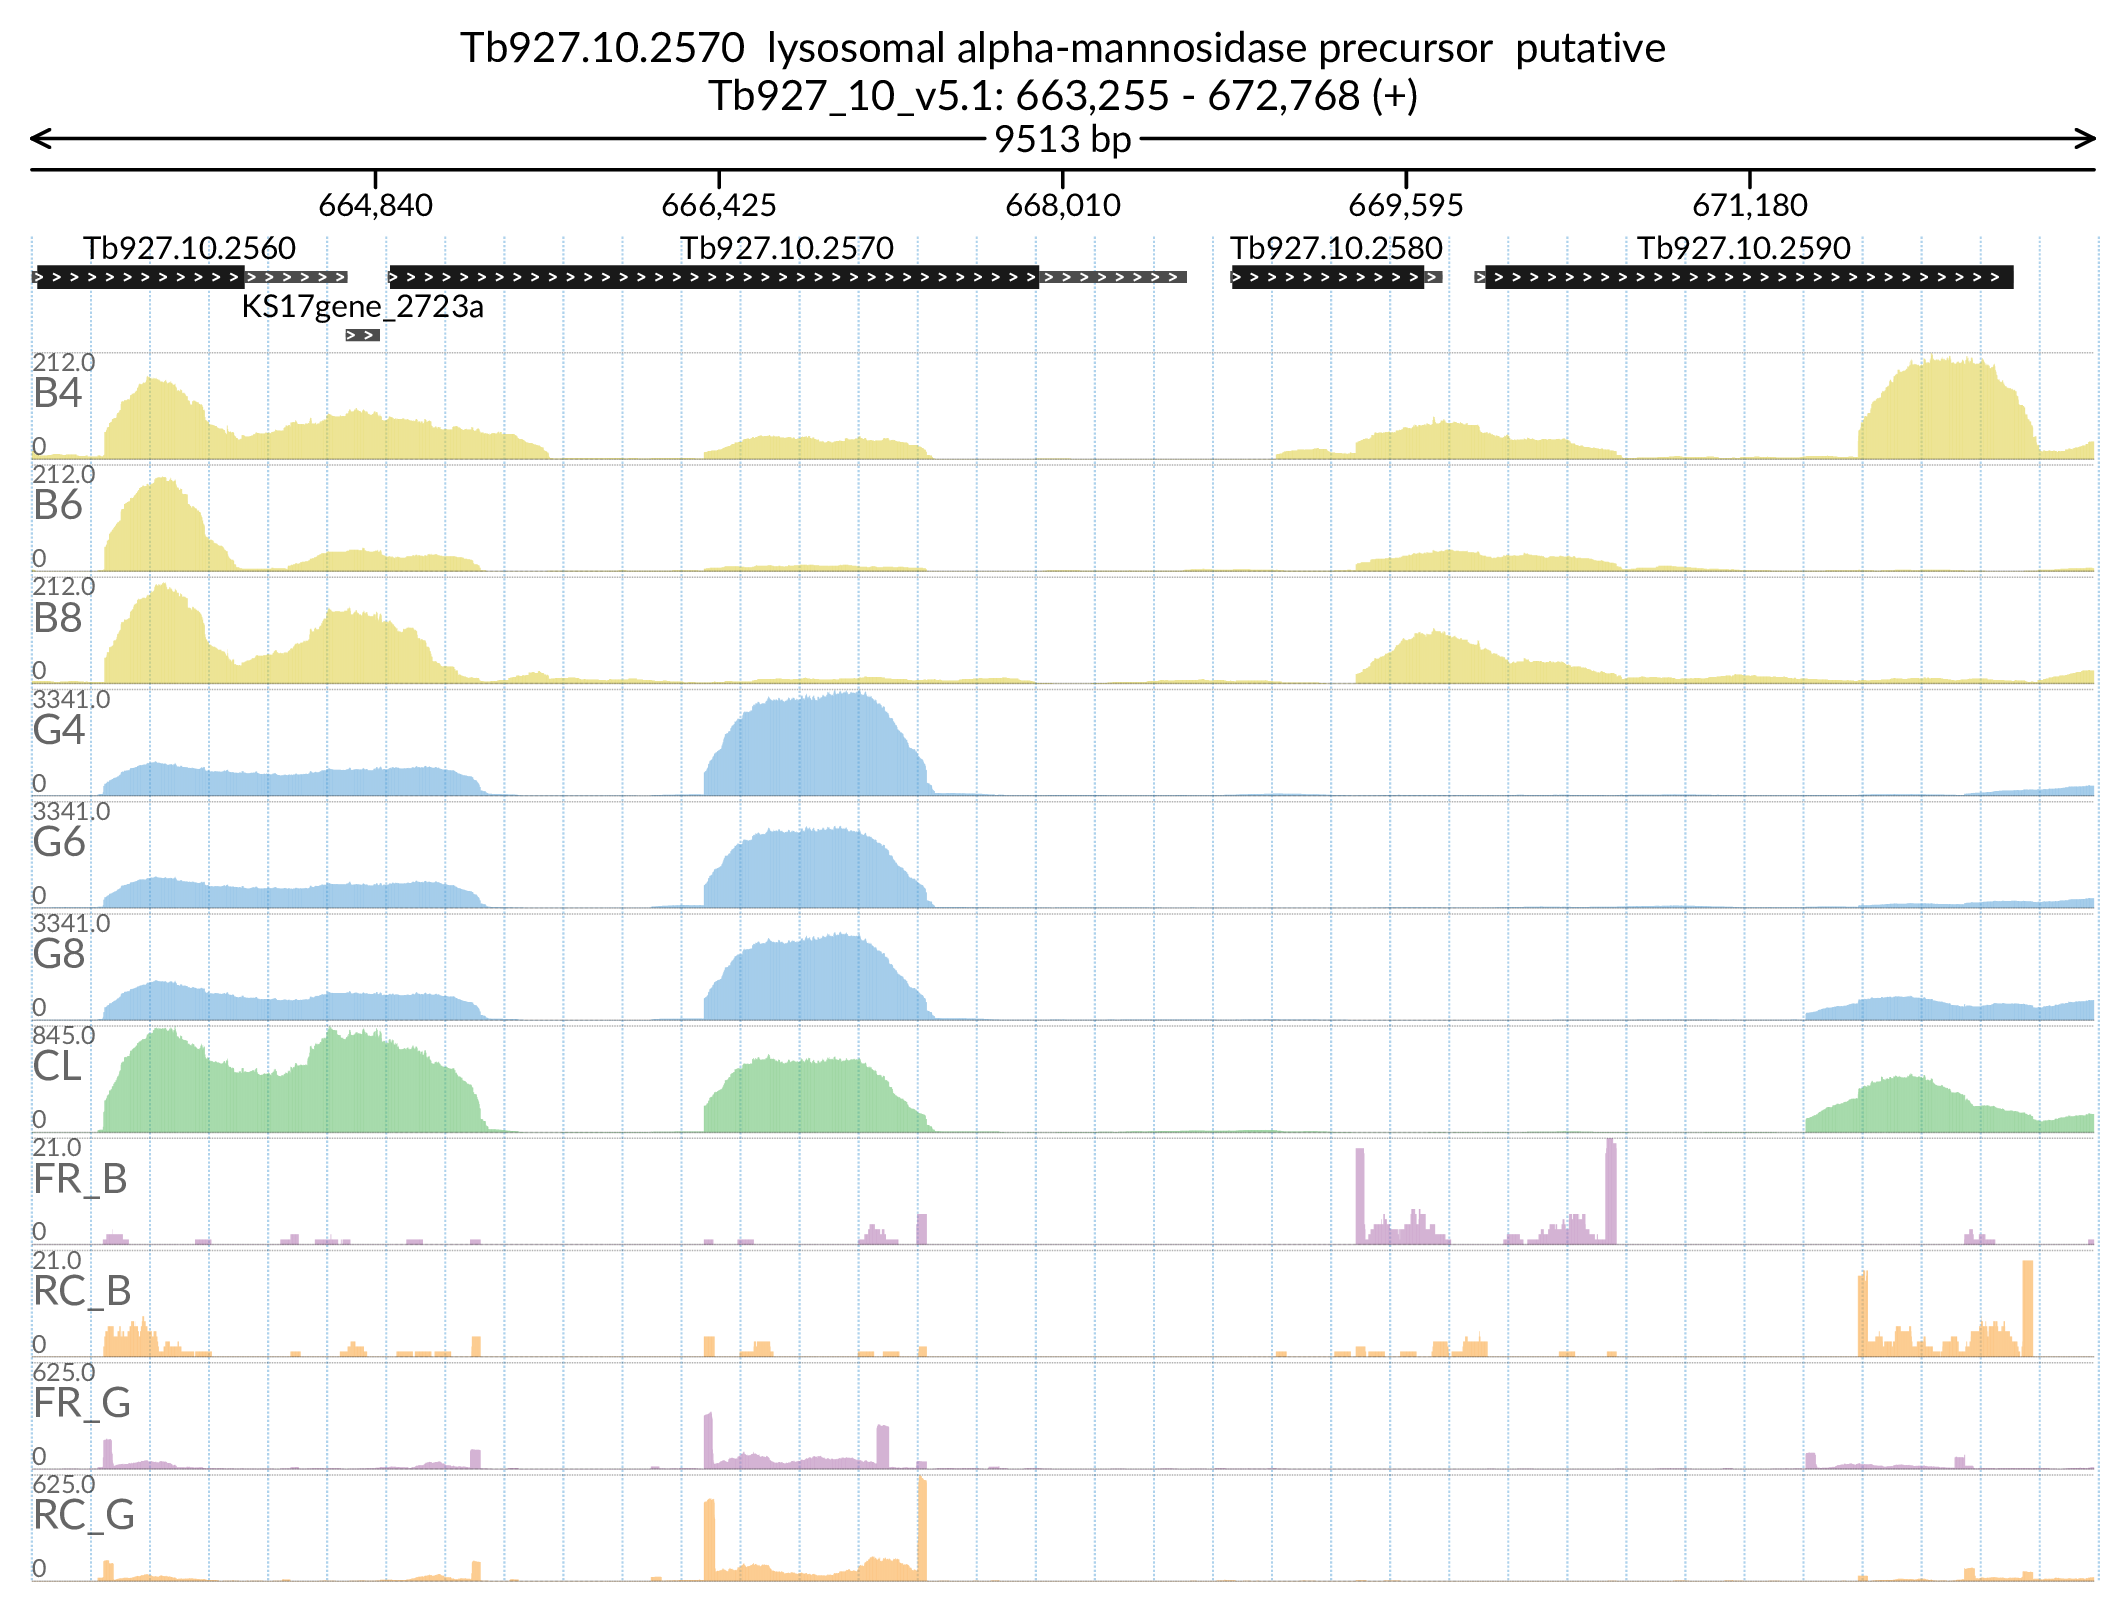 Tb927.10.2570  lysosomal alpha-mannosidase precursor  putative
Tb927_10_v5.1: 663,255 - 672,768 (+)
9513 bp
664,840 666,425 668,010 669,595 671,180
Tb927.10.2560 Tb927.10.2570 Tb927.10.2580 Tb927.10.2590
KS17gene_2723a
212.0
B4
0
212.0
B6
0
212.0
B8
0
3341.0
G4
0
3341.0
G6
0
3341.0
G8
0
845.0
CL
0
21.0
FR_B
0
21.0
RC_B
0
625.0
FR_G
0
625.0
RC_G
0